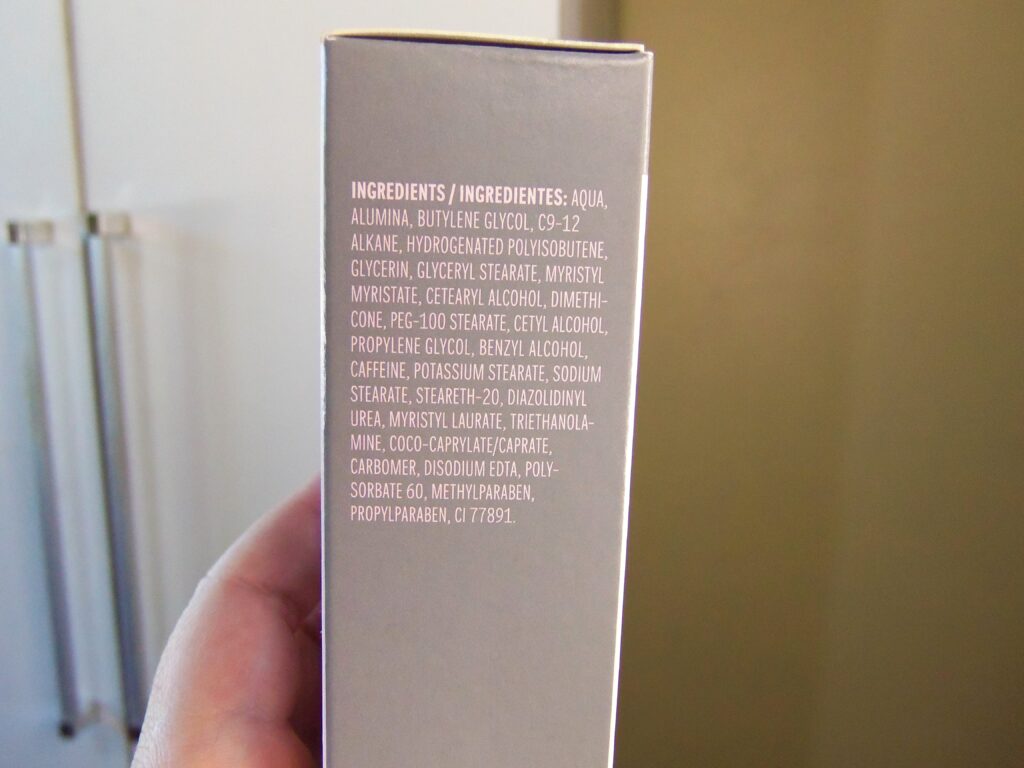 INGREDIENTS / INGREDIENTES: AQUA,
ALUMINA, BUTYLENE GLYCOL, C9-12
ALKANE, HYDROGENATED POLYISOBUTENE,
GLYCERIN, GLYCERYL STEARATE, MYRISTYL
MYRISTATE, CETEARYL ALCOHOL, DIMETHI-
CONE, PEG-100 STEARATE, CETYL ALCOHOL,
PROPYLENE GLYCOL, BENZYL ALCOHOL,
CAFFEINE, POTASSIUM STEARATE, SODIUM
STEARATE, STEARETH-20, DIAZOLIDINYL
UREA, MYRISTYL LAURATE, TRIETHANOLA-
MINE, COCO-CAPRYLATE/CAPRATE,
CARBOMER, DISODIUM EDTA, POLY-
SORBATE 60, METHYLPARABEN,
PROPYLPARABEN, CI 77891.